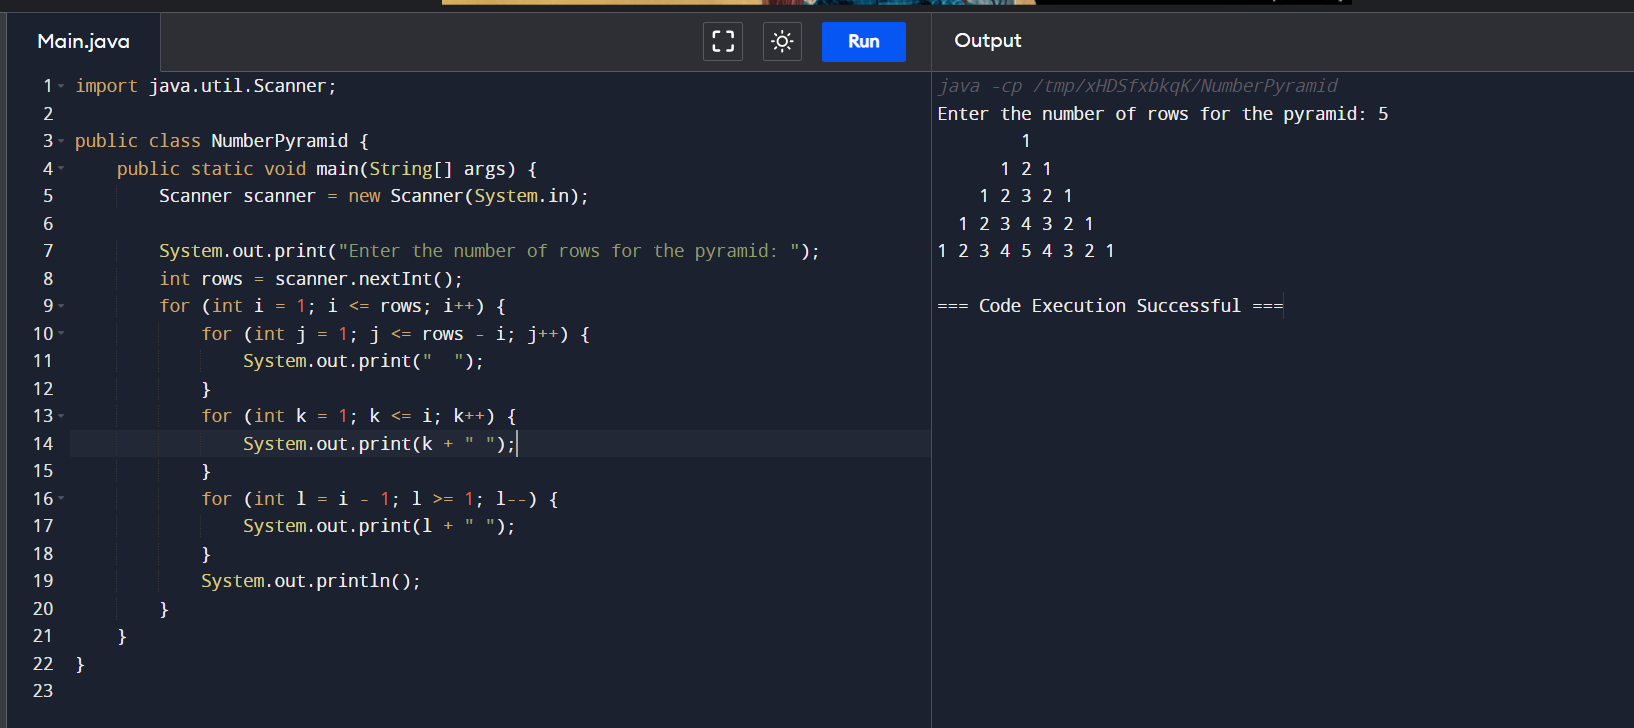 Main.java
Run
Output
1 import java.util.Scanner;
2
3 public class NumberPyramid {
4     public static void main(String[] args) {
5         Scanner scanner = new Scanner(System.in);
6
7         System.out.print("Enter the number of rows for the pyramid: ");
8         int rows = scanner.nextInt();
9         for (int i = 1; i <= rows; i++) {
10             for (int j = 1; j <= rows - i; j++) {
11                 System.out.print("  ");
12             }
13             for (int k = 1; k <= i; k++) {
14                 System.out.print(k + " ");
15             }
16             for (int l = i - 1; l >= 1; l--) {
17                 System.out.print(l + " ");
18             }
19             System.out.println();
20         }
21     }
22 }
23
java -cp /tmp/xHDSfxbkqK/NumberPyramid
Enter the number of rows for the pyramid: 5
        1
      1 2 1
    1 2 3 2 1
  1 2 3 4 3 2 1
1 2 3 4 5 4 3 2 1
=== Code Execution Successful ===